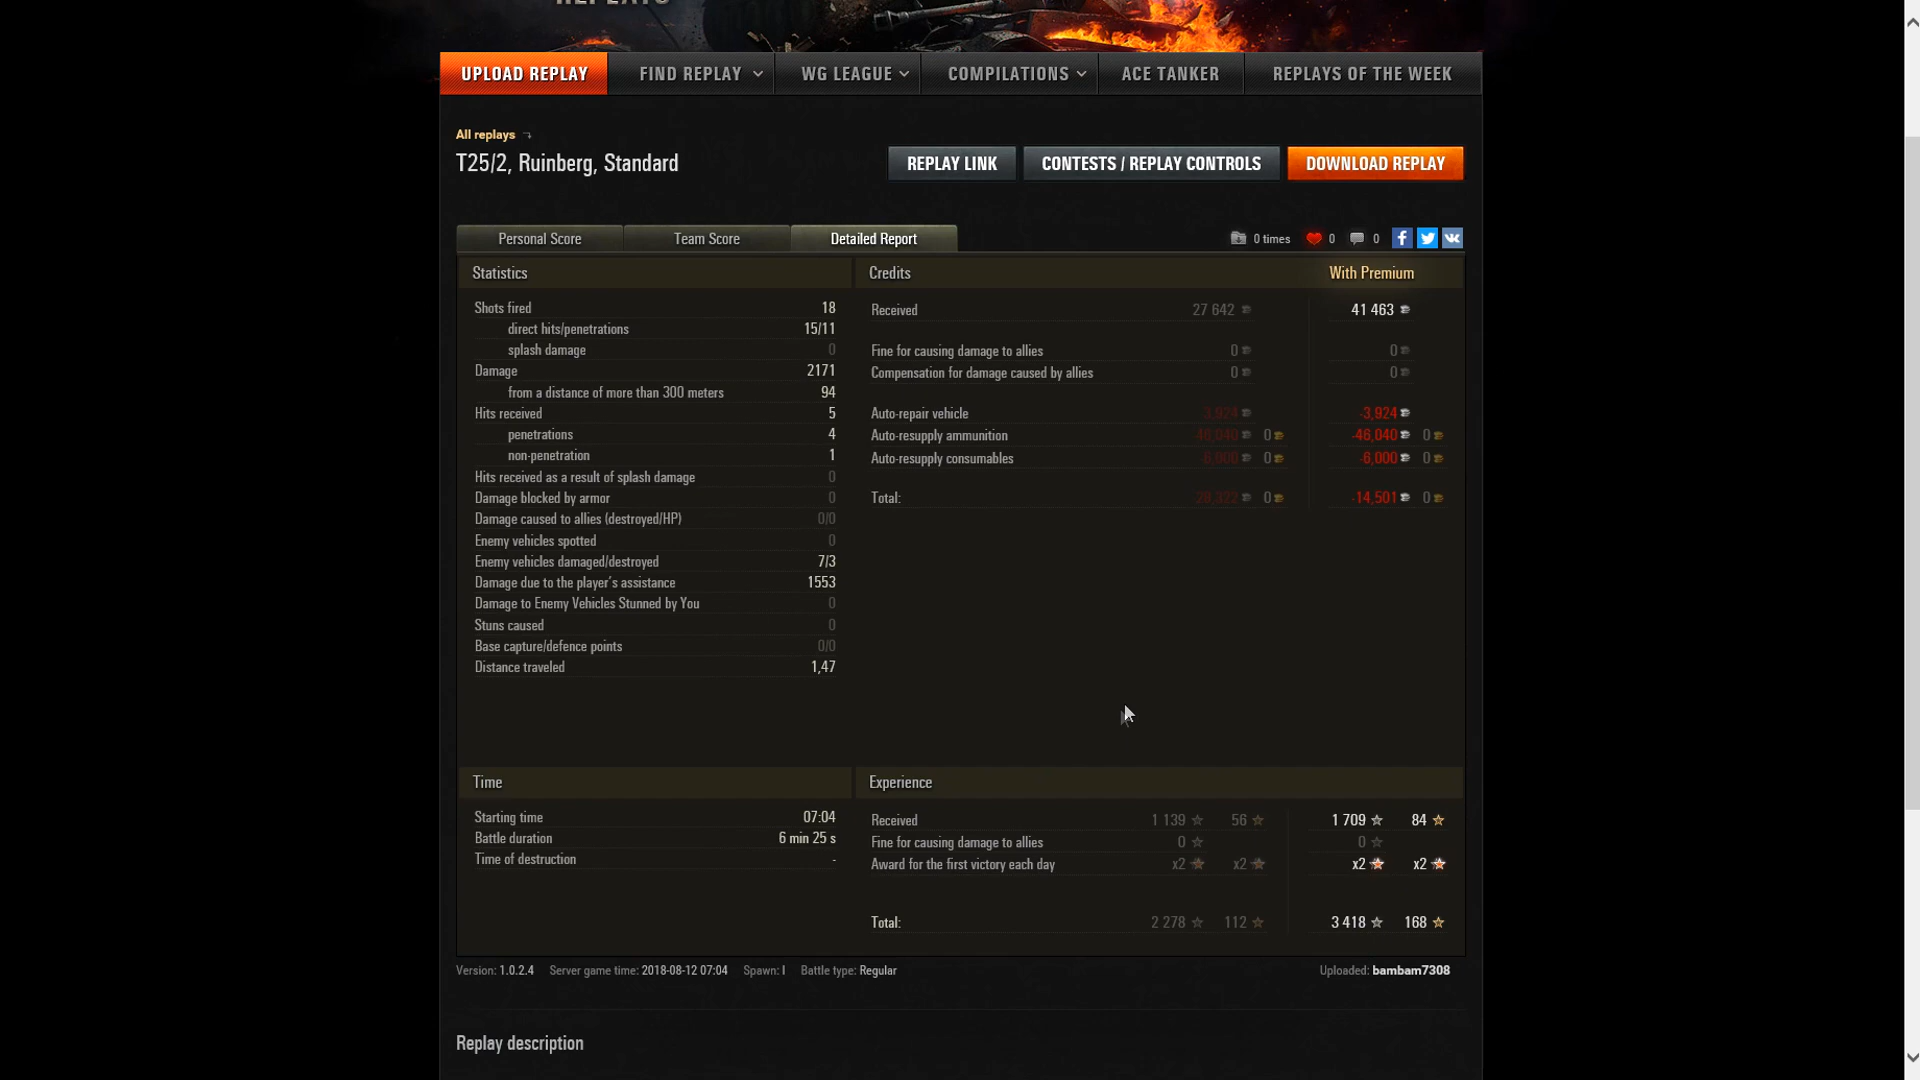 REPLAYS
UPLOAD REPLAY FIND REPLAY WG LEAGUE COMPILATIONS ACE TANKER REPLAYS OF THE WEEK
All replays
T25/2, Ruinberg, Standard
REPLAY LINK CONTESTS / REPLAY CONTROLS DOWNLOAD REPLAY
Personal Score Team Score Detailed Report 0 times 0 0
Statistics
Shots fired 18
direct hits/penetrations 15/11
splash damage 0
Damage 2171
from a distance of more than 300 meters 94
Hits received 5
penetrations 4
non-penetration 1
Hits received as a result of splash damage 0
Damage blocked by armor 0
Damage caused to allies (destroyed/HP) 0/0
Enemy vehicles spotted 0
Enemy vehicles damaged/destroyed 7/3
Damage due to the player's assistance 1553
Damage to Enemy Vehicles Stunned by You 0
Stuns caused 0
Base capture/defence points 0/0
Distance traveled 1,47
Credits With Premium
Received 27 642 41 463
Fine for causing damage to allies 0 0
Compensation for damage caused by allies 0 0
Auto-repair vehicle -3,924 -3,924
Auto-resupply ammunition -46,040 0 -46,040 0
Auto-resupply consumables -6,000 0 -6,000 0
Total: -28,322 0 -14,501 0
Time
Starting time 07:04
Battle duration 6 min 25 s
Time of destruction -
Experience
Received 1 139 56 1 709 84
Fine for causing damage to allies 0 0
Award for the first victory each day x2 x2 x2 x2
Total: 2 278 112 3 418 168
Version: 1.0.2.4 Server game time: 2018-08-12 07:04 Spawn: I Battle type: Regular Uploaded: bambam7308
Replay description